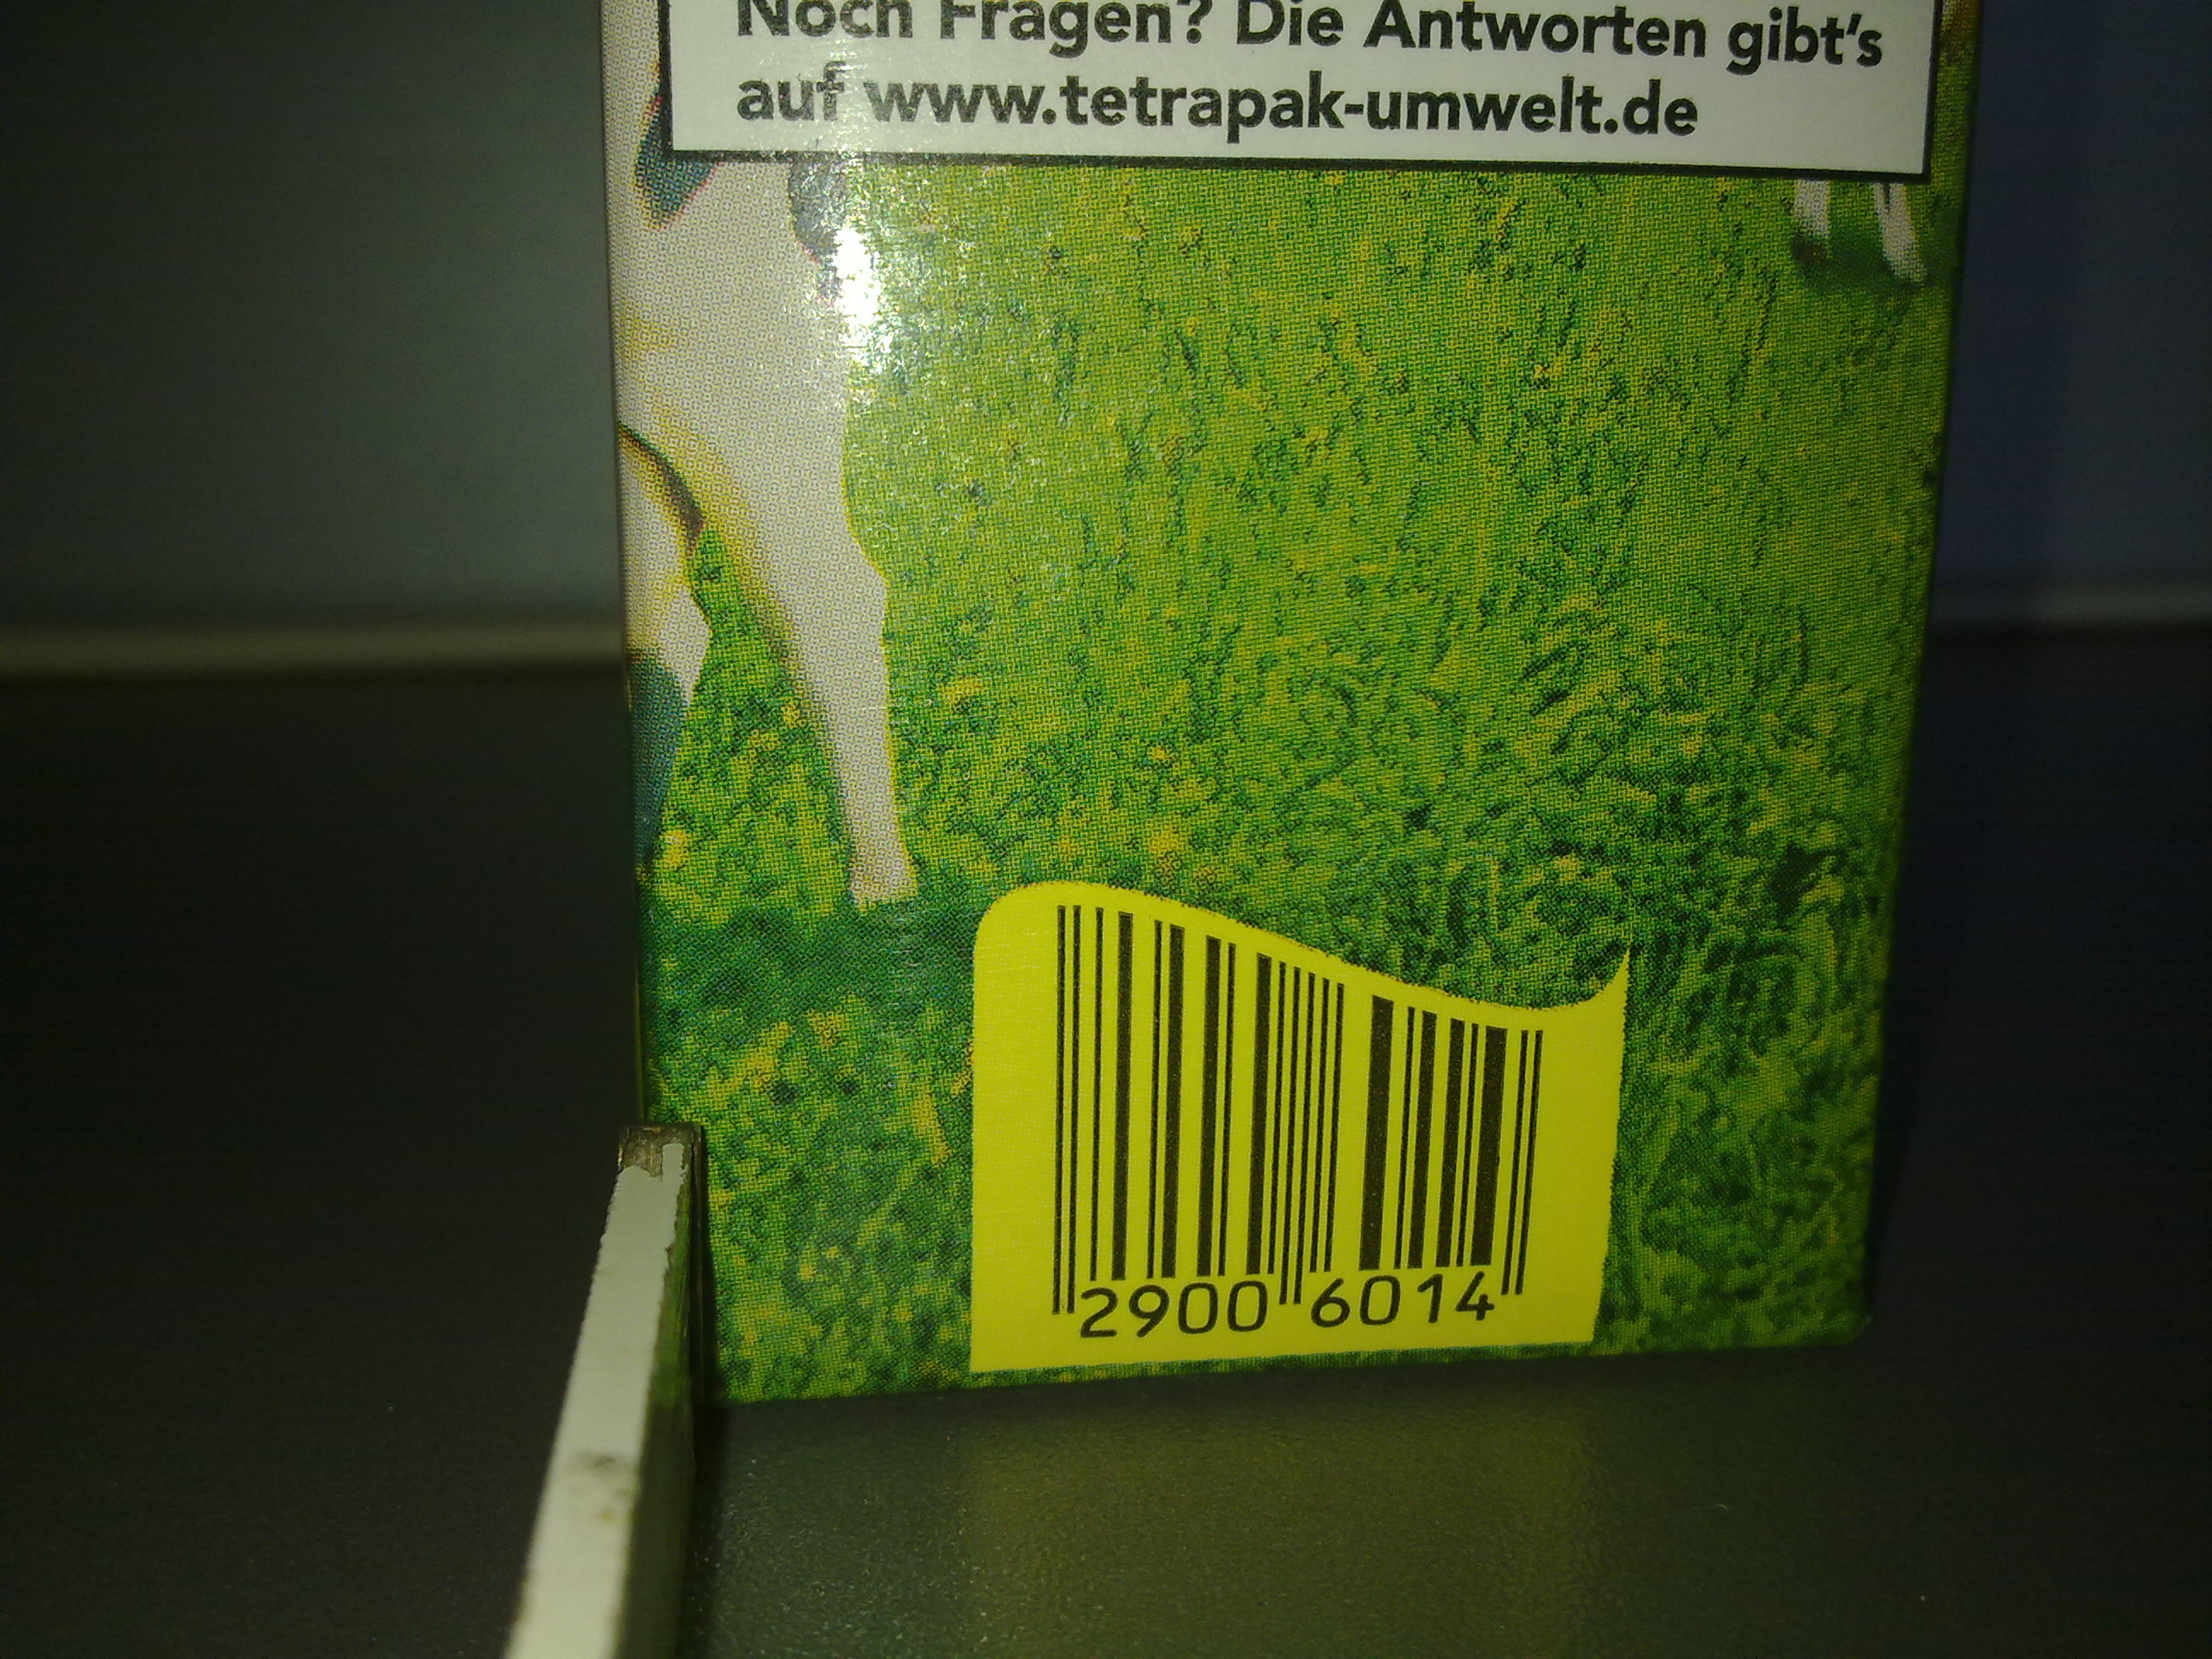 Noch Fragen? Die Antworten gibt's
auf www.tetrapak-umwelt.de
2900 6014